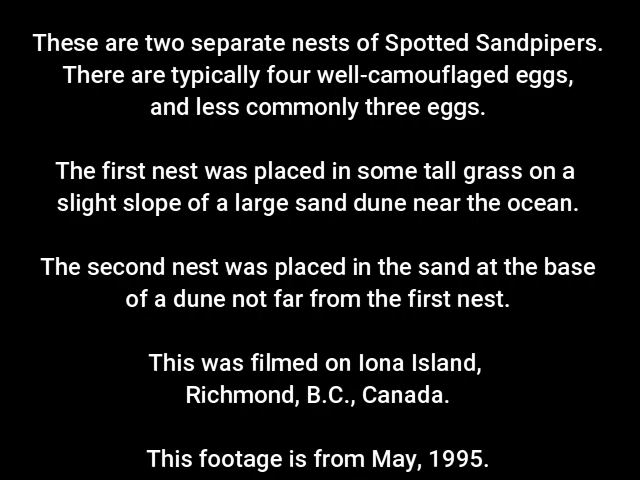 These are two separate nests of Spotted Sandpipers.
There are typically four well-camouflaged eggs,
and less commonly three eggs.
The first nest was placed in some tall grass on a
slight slope of a large sand dune near the ocean.
The second nest was placed in the sand at the base
of a dune not far from the first nest.
This was filmed on Iona Island,
Richmond, B.C., Canada.
This footage is from May, 1995.